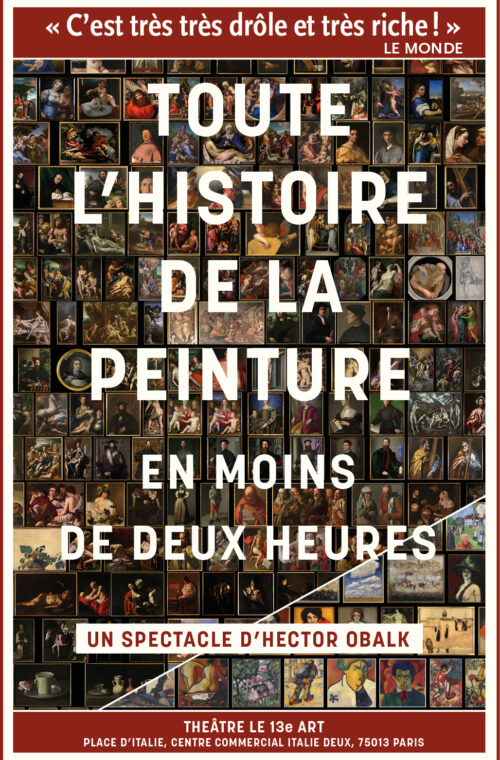 « C'est très très drôle et très riche ! »
LE MONDE
TOUTE
L'HISTOIRE
DE LA
PEINTURE
EN MOINS
DE DEUX HEURES
UN SPECTACLE D'HECTOR OBALK
THEÂTRE LE 13e ART
PLACE D'ITALIE, CENTRE COMMERCIAL ITALIE DEUX, 75013 PARIS